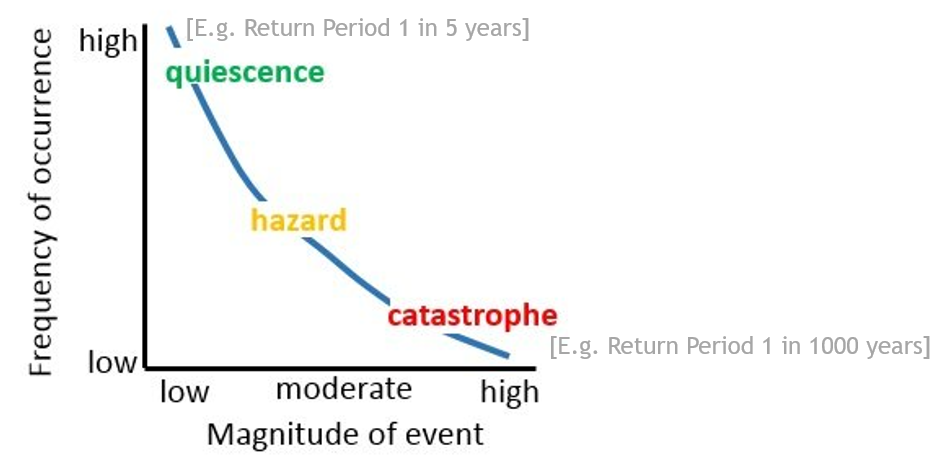 [E.g. Return Period 1 in 5 years]
high
quiescence
Frequency of occurrence
hazard
catastrophe
[E.g. Return Period 1 in 1000 years]
low
low moderate high
Magnitude of event